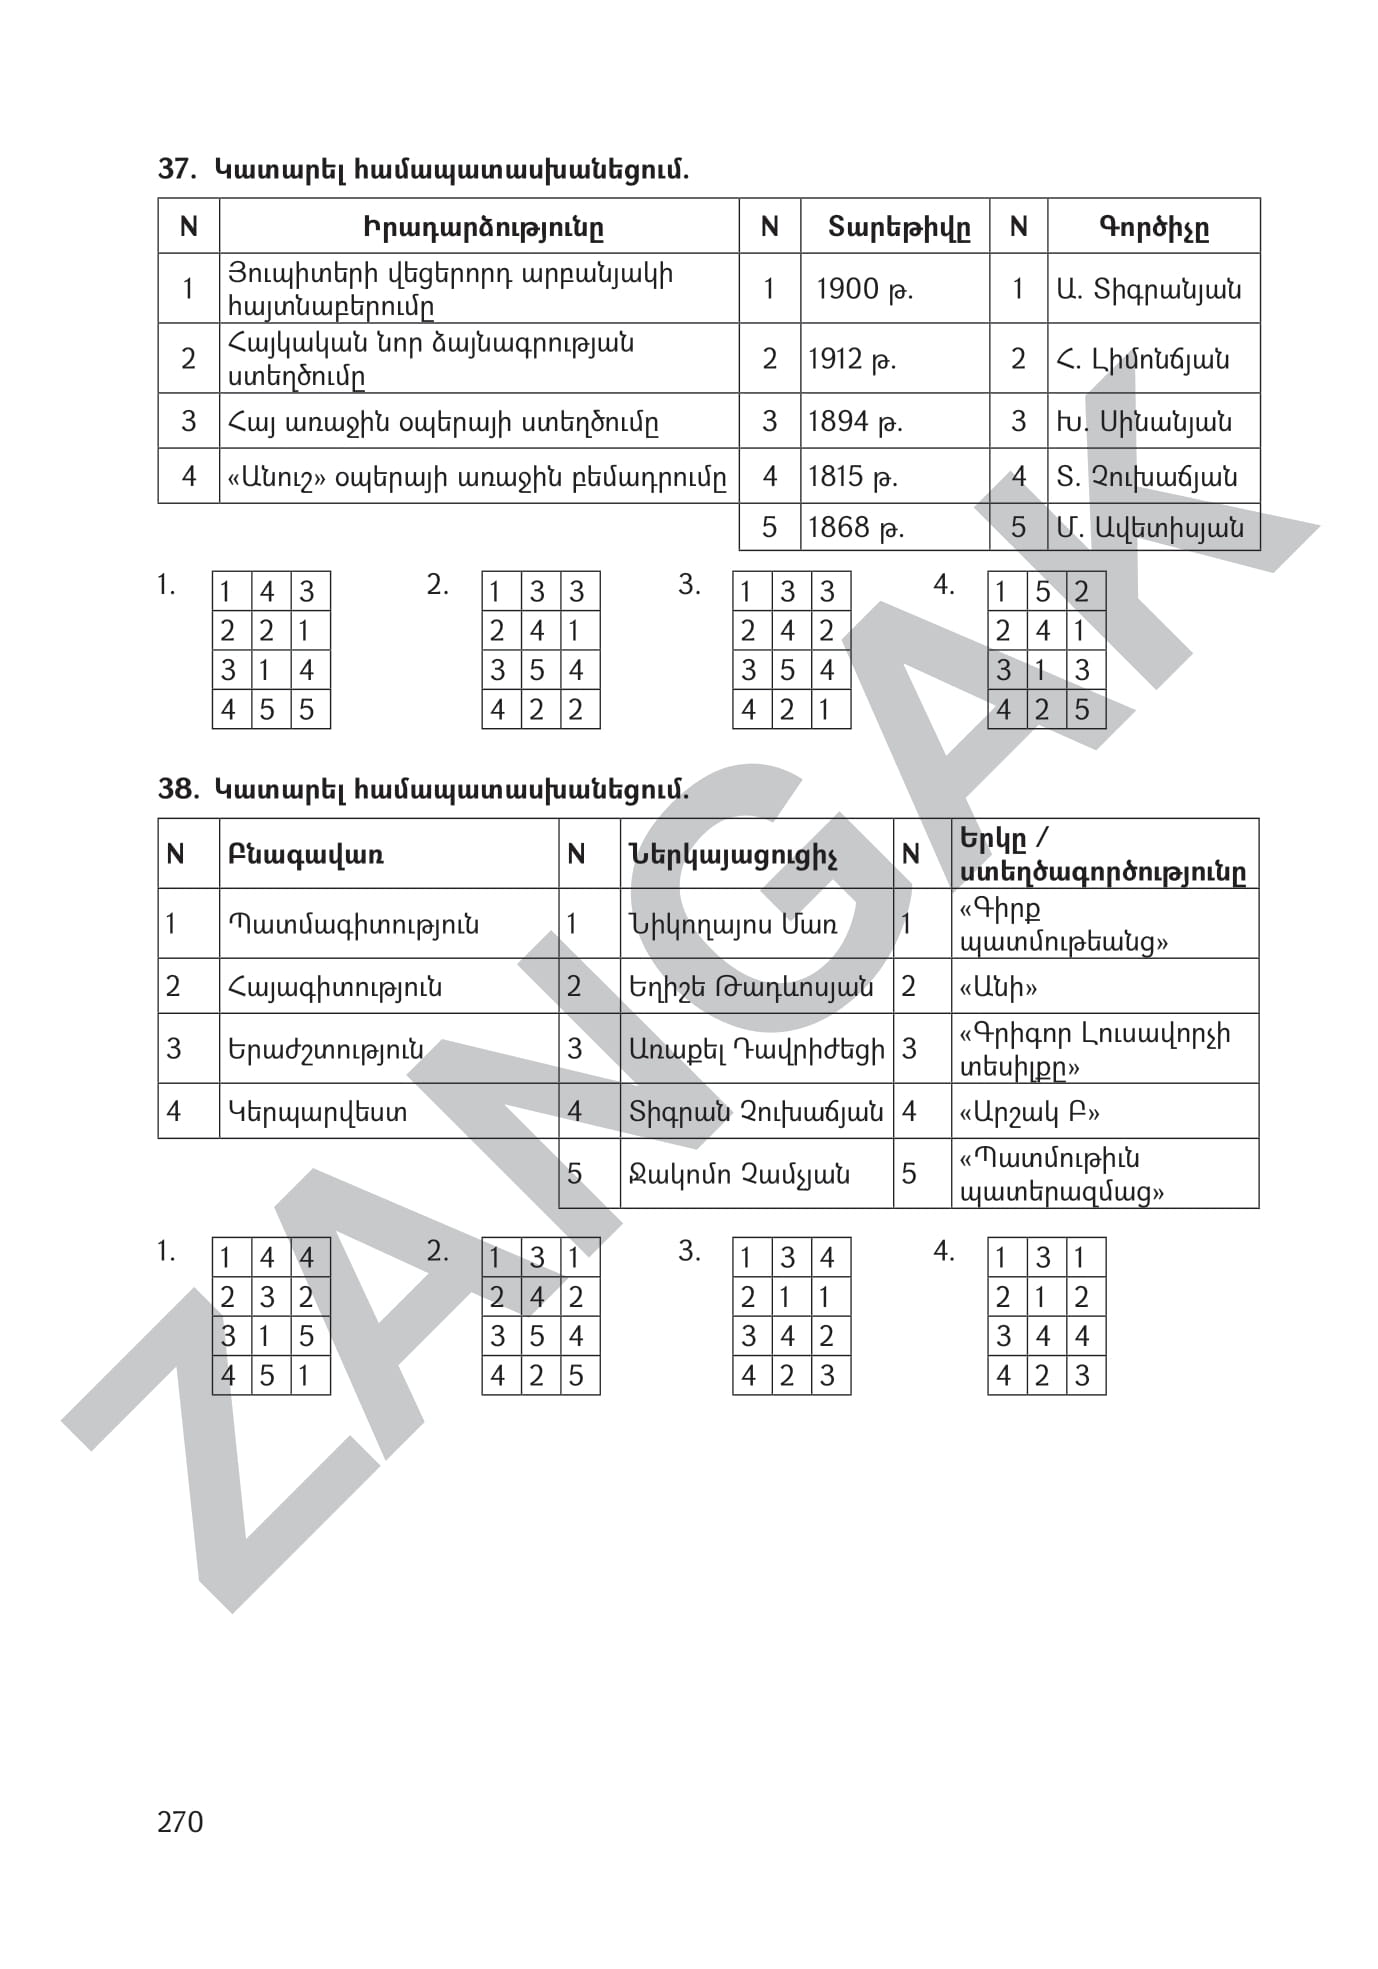 37. Կատարել համապատասխանեցում.
N Իրադարձությունը N Տարեթիվը N Գործիչը
1 Յուպիտերի վեցերորդ արբանյակի հայտնաբերումը 1 1900 թ. 1 Ա. Տիգրանյան
2 Հայկական նոր ձայնագրության ստեղծումը 2 1912 թ. 2 Հ. Լիմոնճյան
3 Հայ առաջին օպերայի ստեղծումը 3 1894 թ. 3 Խ. Սինանյան
4 «Անուշ» օպերայի առաջին բեմադրումը 4 1815 թ. 4 Տ. Չուխաճյան
5 1868 թ. 5 Մ. Ավետիսյան
1. 1 4 3 2. 1 3 3 3. 1 3 3 4. 1 5 2
2 2 1 2 4 1 2 4 2 2 4 1
3 1 4 3 5 4 3 5 4 3 1 3
4 5 5 4 2 2 4 2 1 4 2 5
38. Կատարել համապատասխանեցում.
N Բնագավառ N Ներկայացուցիչ N Երկը / ստեղծագործությունը
1 Պատմագիտություն 1 Նիկողայոս Մառ 1 «Գիրք պատմութեանց»
2 Հայագիտություն 2 Եղիշե Թադևոսյան 2 «Անի»
3 Երաժշտություն 3 Առաքել Դավրիժեցի 3 «Գրիգոր Լուսավորչի տեսիլքը»
4 Կերպարվեստ 4 Տիգրան Չուխաճյան 4 «Արշակ Բ»
5 Ջակոմո Չամչյան 5 «Պատմութիւն պատերազմաց»
1. 1 4 4 2. 1 3 1 3. 1 3 4 4. 1 3 1
2 3 2 2 4 2 2 1 1 2 1 2
3 1 5 3 5 4 3 4 2 3 4 4
4 5 1 4 2 5 4 2 3 4 2 3
270
ZANGAK